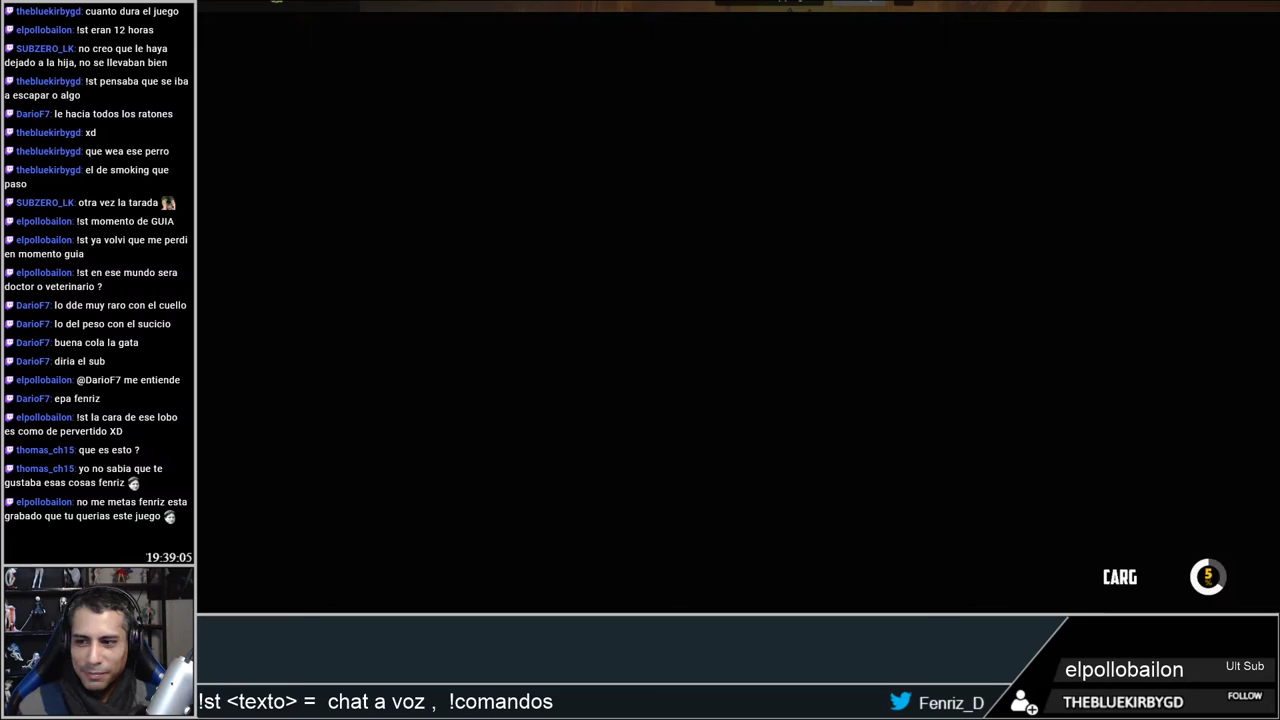 thebluekirbygd: cuanto dura el juego
elpollobailon: !st eran 12 horas
SUBZERO_LK: no creo que le haya
dejado a la hija, no se llevaban bien
thebluekirbygd: !st pensaba que se iba
a escapar o algo
DarioF7: le hacia todos los ratones
thebluekirbygd: xd
thebluekirbygd: que wea ese perro
thebluekirbygd: el de smoking que
paso
SUBZERO_LK: otra vez la tarada
elpollobailon: !st momento de GUIA
elpollobailon: !st ya volvi que me perdi
en momento guia
elpollobailon: !st en ese mundo sera
doctor o veterinario ?
DarioF7: lo dde muy raro con el cuello
DarioF7: lo del peso con el sucicio
DarioF7: buena cola la gata
DarioF7: diria el sub
elpollobailon: @DarioF7 me entiende
DarioF7: epa fenriz
elpollobailon: !st la cara de ese lobo
es como de pervertido XD
thomas_ch15: que es esto ?
thomas_ch15: yo no sabia que te
gustaba esas cosas fenriz
elpollobailon: no me metas fenriz esta
grabado que tu querias este juego
19:39:05
CARG
5
%
elpollobailon Ult Sub
!st <texto> = chat a voz , !comandos
Fenriz_D
THEBLUEKIRBYGD FOLLOW